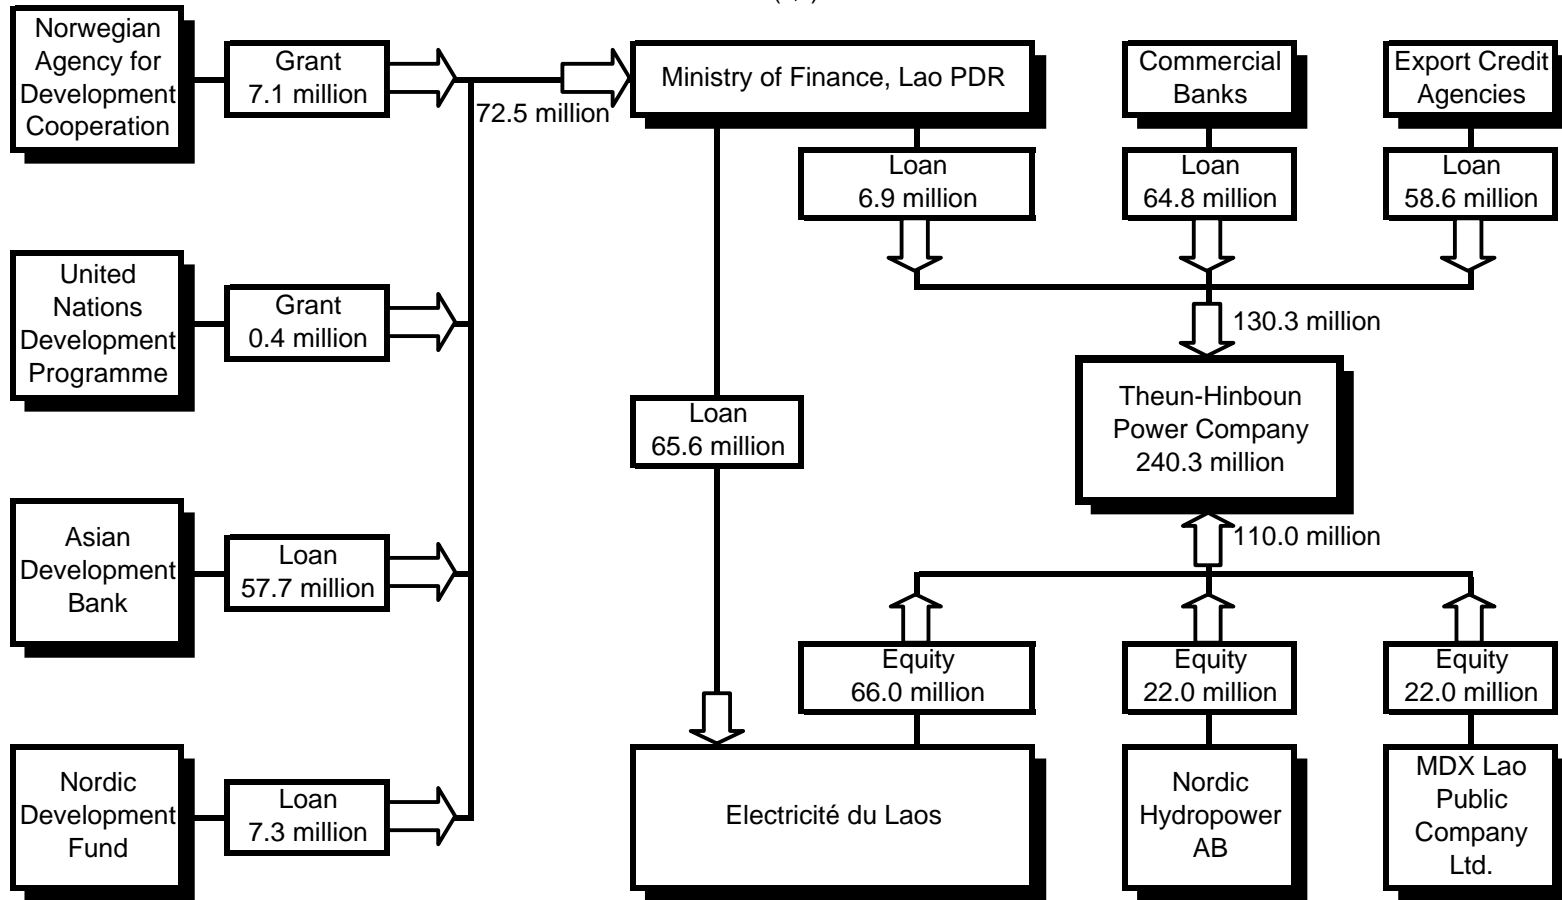 Norwegian
Agency for
Development
Cooperation
Grant
7.1 million
72.5 million
Ministry of Finance, Lao PDR
Commercial
Banks
Export Credit
Agencies
Loan
6.9 million
Loan
64.8 million
Loan
58.6 million
United
Nations
Development
Programme
Grant
0.4 million
130.3 million
Theun-Hinboun
Power Company
240.3 million
Loan
65.6 million
110.0 million
Asian
Development
Bank
Loan
57.7 million
Equity
66.0 million
Equity
22.0 million
Equity
22.0 million
Nordic
Development
Fund
Loan
7.3 million
Electricité du Laos
Nordic
Hydropower
AB
MDX Lao
Public
Company
Ltd.